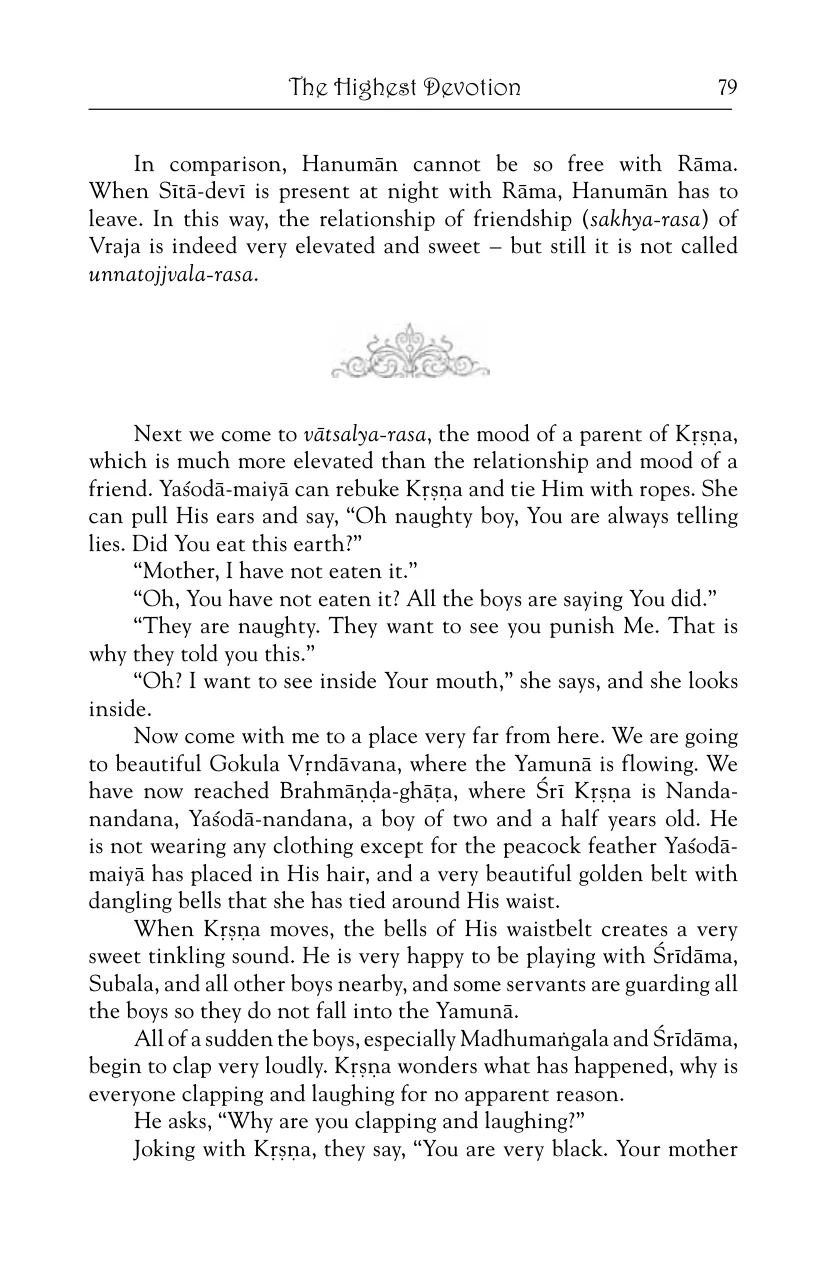 The Highest Devotion 79
In comparison, Hanumān cannot be so free with Rāma.
When Sītā-devī is present at night with Rāma, Hanumān has to
leave. In this way, the relationship of friendship (sakhya-rasa) of
Vraja is indeed very elevated and sweet – but still it is not called
unnatojjvala-rasa.
Next we come to vātsalya-rasa, the mood of a parent of Kṛṣṇa,
which is much more elevated than the relationship and mood of a
friend. Yaśodā-maiyā can rebuke Kṛṣṇa and tie Him with ropes. She
can pull His ears and say, “Oh naughty boy, You are always telling
lies. Did You eat this earth?”
“Mother, I have not eaten it.”
“Oh, You have not eaten it? All the boys are saying You did.”
“They are naughty. They want to see you punish Me. That is
why they told you this.”
“Oh? I want to see inside Your mouth,” she says, and she looks
inside.
Now come with me to a place very far from here. We are going
to beautiful Gokula Vṛndāvana, where the Yamunā is flowing. We
have now reached Brahmāṇḍa-ghāṭa, where Śrī Kṛṣṇa is Nanda-
nandana, Yaśodā-nandana, a boy of two and a half years old. He
is not wearing any clothing except for the peacock feather Yaśodā-
maiyā has placed in His hair, and a very beautiful golden belt with
dangling bells that she has tied around His waist.
When Kṛṣṇa moves, the bells of His waistbelt creates a very
sweet tinkling sound. He is very happy to be playing with Śrīdāma,
Subala, and all other boys nearby, and some servants are guarding all
the boys so they do not fall into the Yamunā.
All of a sudden the boys, especially Madhumaṅgala and Śrīdāma,
begin to clap very loudly. Kṛṣṇa wonders what has happened, why is
everyone clapping and laughing for no apparent reason.
He asks, “Why are you clapping and laughing?”
Joking with Kṛṣṇa, they say, “You are very black. Your mother